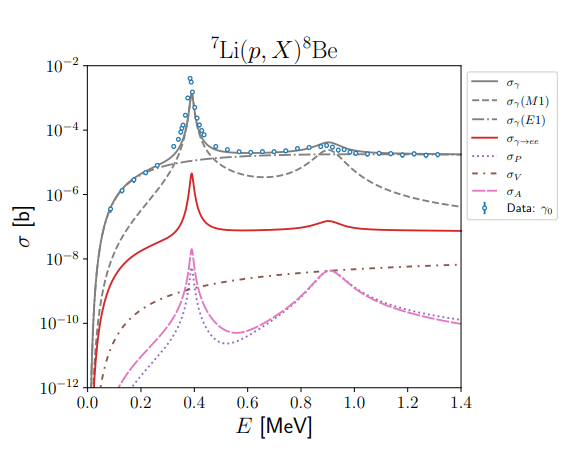 ⁷Li(p, X)⁸Be
10⁻²
10⁻⁴
10⁻⁶
10⁻⁸
10⁻¹⁰
10⁻¹²
σ [b]
0.0 0.2 0.4 0.6 0.8 1.0 1.2 1.4
E [MeV]
σ_γ
σ_γ(M1)
σ_γ(E1)
σ_γ→ee
σ_P
σ_V
σ_A
Data: γ₀